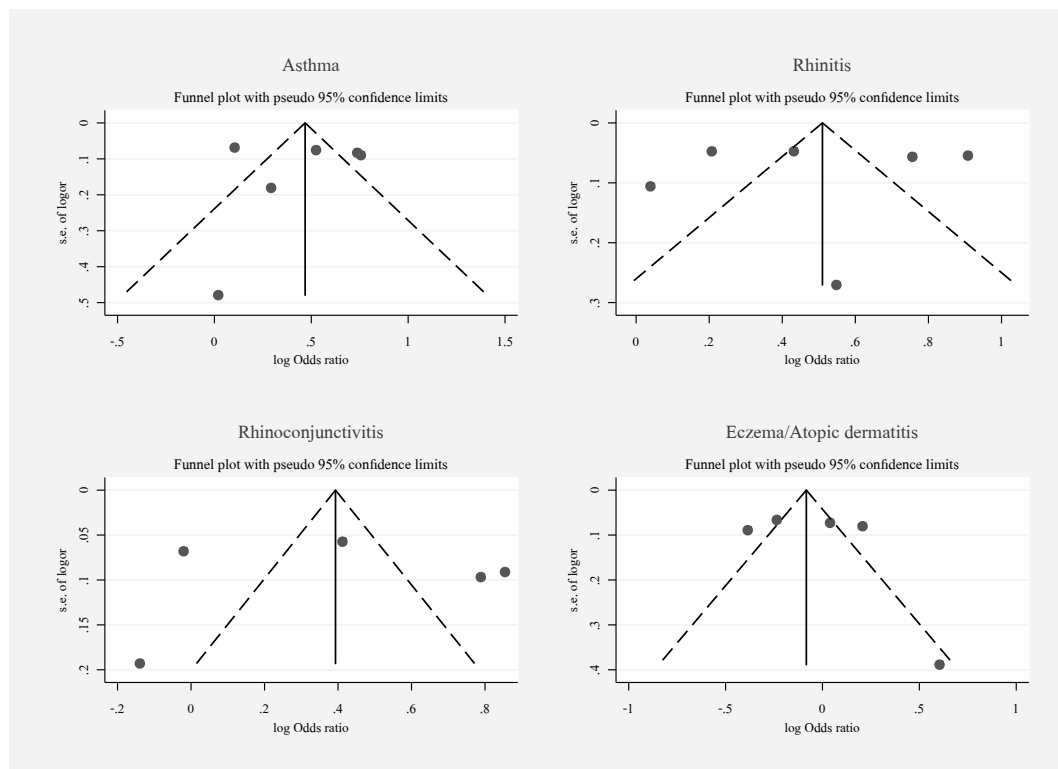 Asthma
Funnel plot with pseudo 95% confidence limits
s.e. of logor
0
.1
.2
.3
.4
.5
-.5
0
.5
1
1.5
log Odds ratio
Rhinitis
Funnel plot with pseudo 95% confidence limits
s.e. of logor
0
.1
.2
.3
0
.2
.4
.6
.8
1
log Odds ratio
Rhinoconjunctivitis
Funnel plot with pseudo 95% confidence limits
s.e. of logor
0
.05
.1
.15
.2
-.2
0
.2
.4
.6
.8
log Odds ratio
Eczema/Atopic dermatitis
Funnel plot with pseudo 95% confidence limits
s.e. of logor
0
.1
.2
.3
.4
-1
-.5
0
.5
1
log Odds ratio